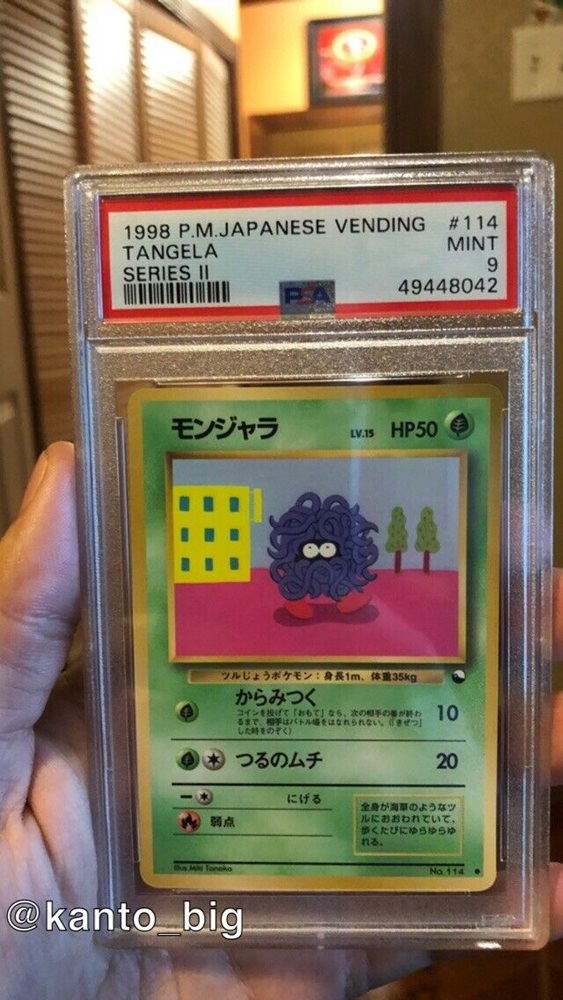 1998 P.M.JAPANESE VENDING #114
TANGELA MINT
SERIES II 9
PSA 49448042
モンジャラ LV.15 HP50
ツルじょうポケモン：身長1m、体重35kg
からみつく 10
コインを投げて「おもて」なら、次の相手の番が終わ
るまで、相手はバトル場をはなれられない。（「きぜつ」
した時をのぞく）
つるのムチ 20
にげる
弱点
全身が海草のようなツ
ルにおおわれていて、
歩くたびにゆらゆらゆ
れる。
Illus.Miki Tanaka No. 114
@kanto_big